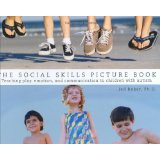 THE SOCIAL SKILLS PICTURE BOOK
Teaching play, emotion, and communication to children with autism
Jed Baker, Ph.D.